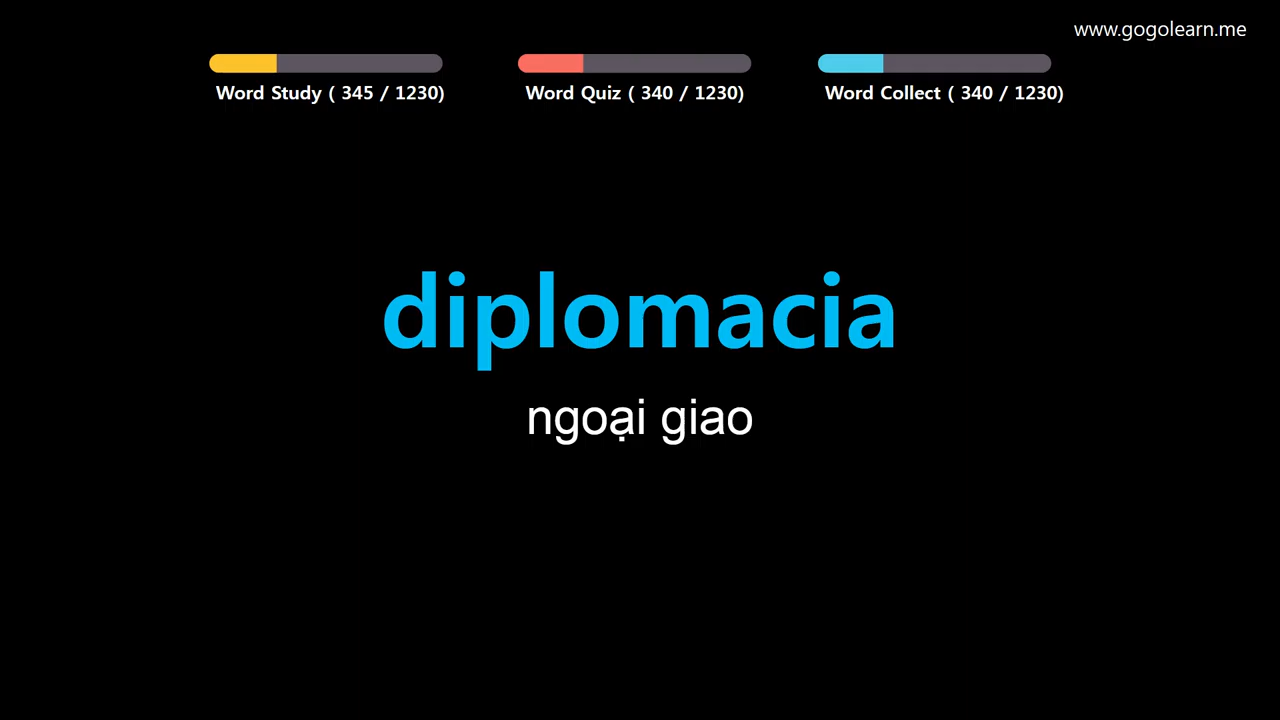 www.gogolearn.me
Word Study ( 345 / 1230)
Word Quiz ( 340 / 1230)
Word Collect ( 340 / 1230)
diplomacia
ngoại giao